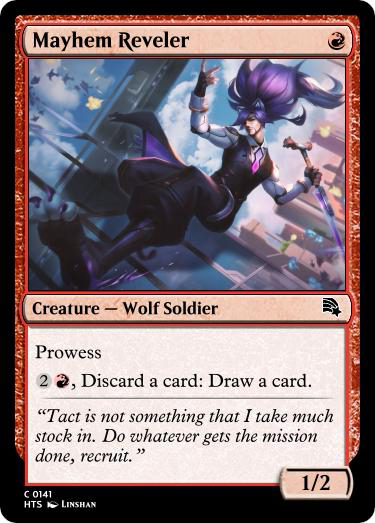 Mayhem Reveler
Creature — Wolf Soldier
Prowess
2, Discard a card: Draw a card.
“Tact is not something that I take much
stock in. Do whatever gets the mission
done, recruit.”
1/2
C 0141
HTS LINSHAN